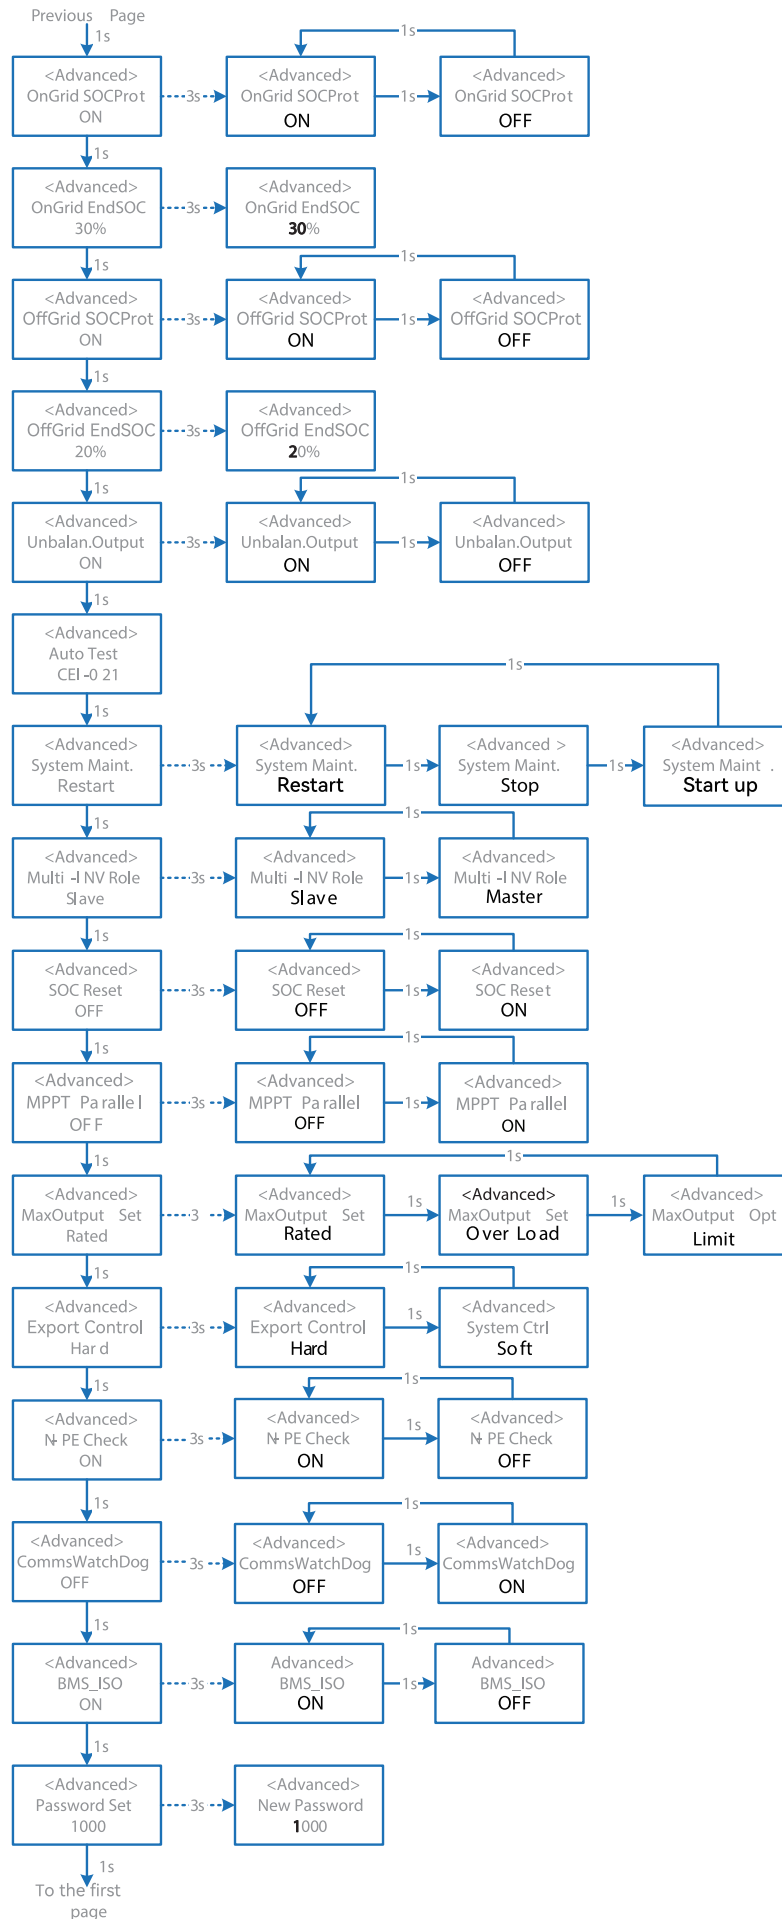 Previous Page
1s
1s
<Advanced>
OnGrid SOCProt
ON
3s
<Advanced>
OnGrid SOCProt
ON
1s
<Advanced>
OnGrid SOCProt
OFF
1s
<Advanced>
OnGrid EndSOC
30%
3s
<Advanced>
OnGrid EndSOC
30%
1s
1s
<Advanced>
OffGrid SOCProt
ON
3s
<Advanced>
OffGrid SOCProt
ON
1s
<Advanced>
OffGrid SOCProt
OFF
1s
<Advanced>
OffGrid EndSOC
20%
3s
<Advanced>
OffGrid EndSOC
20%
1s
1s
<Advanced>
Unbalan.Output
ON
3s
<Advanced>
Unbalan.Output
ON
1s
<Advanced>
Unbalan.Output
OFF
1s
<Advanced>
Auto Test
CEI -0 21
1s
1s
<Advanced>
System Maint.
Restart
3s
<Advanced>
System Maint.
Restart
1s
<Advanced >
System Maint.
Stop
1s
<Advanced>
System Maint .
Start up
1s
1s
<Advanced>
Multi -INV Role
Slave
3s
<Advanced>
Multi -INV Role
Slave
1s
<Advanced>
Multi -INV Role
Master
1s
1s
<Advanced>
SOC Reset
OFF
3s
<Advanced>
SOC Reset
OFF
1s
<Advanced>
SOC Reset
ON
1s
1s
<Advanced>
MPPT Parallel
OFF
3s
<Advanced>
MPPT Parallel
OFF
1s
<Advanced>
MPPT Parallel
ON
1s
1s
<Advanced>
MaxOutput Set
Rated
3
<Advanced>
MaxOutput Set
Rated
1s
<Advanced>
MaxOutput Set
Over Load
1s
<Advanced>
MaxOutput Opt
Limit
1s
1s
<Advanced>
Export Control
Hard
3s
<Advanced>
Export Control
Hard
1s
<Advanced>
System Ctrl
Soft
1s
1s
<Advanced>
N-PE Check
ON
3s
<Advanced>
N-PE Check
ON
1s
<Advanced>
N-PE Check
OFF
1s
1s
<Advanced>
CommsWatchDog
OFF
3s
<Advanced>
CommsWatchDog
OFF
1s
<Advanced>
CommsWatchDog
ON
1s
1s
<Advanced>
BMS_ISO
ON
3s
Advanced>
BMS_ISO
ON
1s
Advanced>
BMS_ISO
OFF
1s
<Advanced>
Password Set
1000
3s
<Advanced>
New Password
1000
1s
To the first
page